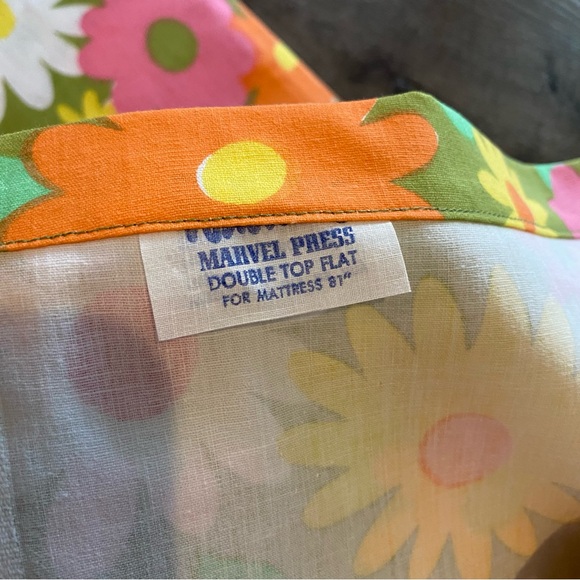 MARVEL PRESS
DOUBLE TOP FLAT
FOR MATTRESS 81"